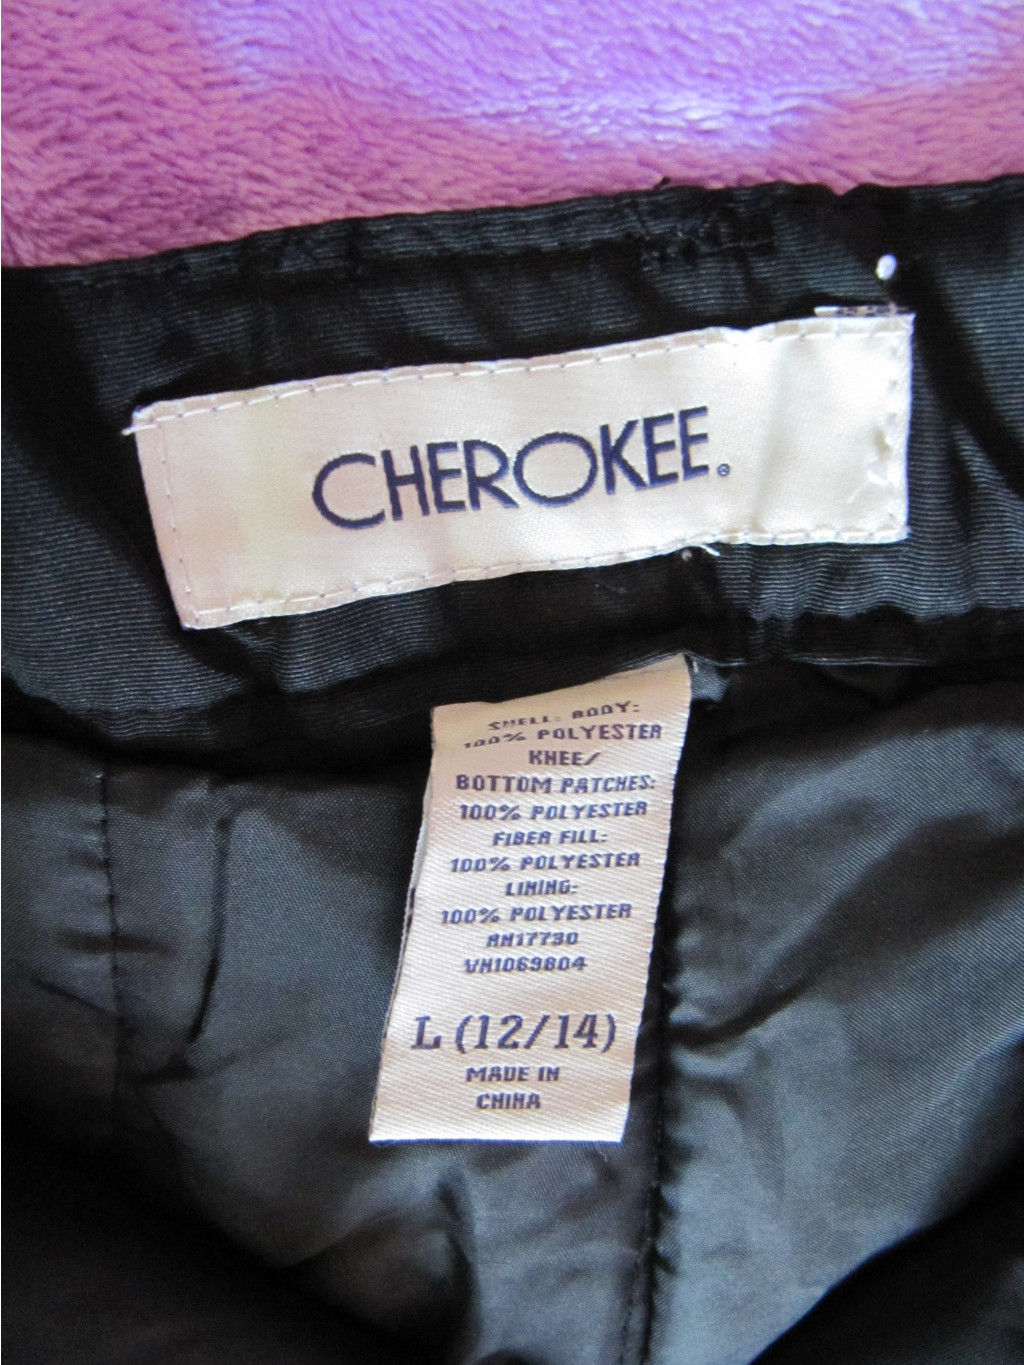 CHEROKEE®
SHELL: BODY:
100% POLYESTER
KNEE/
BOTTOM PATCHES:
100% POLYESTER
FIBER FILL:
100% POLYESTER
LINING:
100% POLYESTER
RN17730
VN1069804
L (12/14)
MADE IN
CHINA